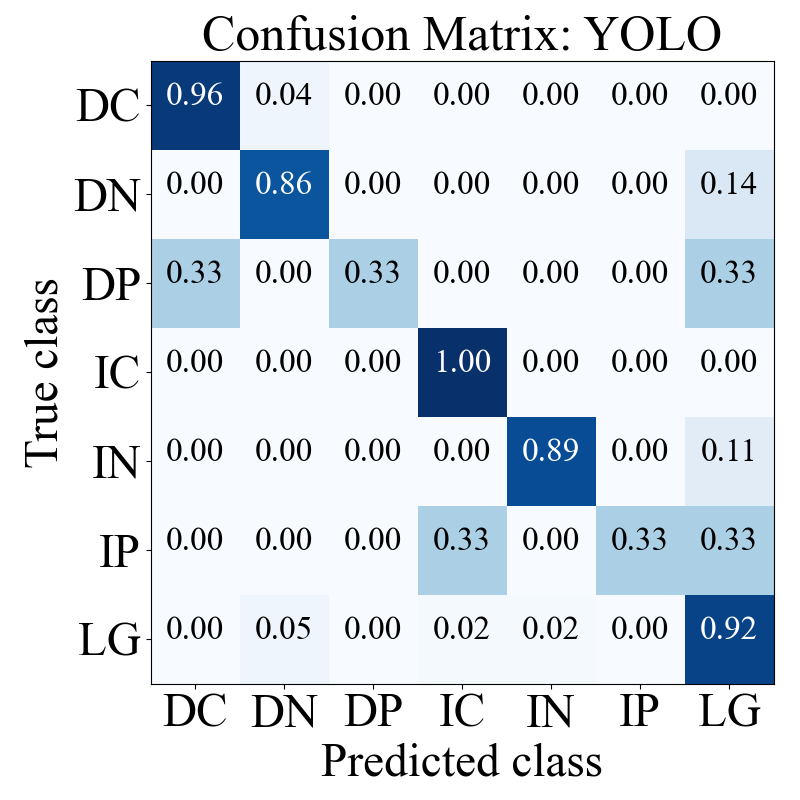 Confusion Matrix: YOLO
DC 0.96 0.04 0.00 0.00 0.00 0.00 0.00
DN 0.00 0.86 0.00 0.00 0.00 0.00 0.14
DP 0.33 0.00 0.33 0.00 0.00 0.00 0.33
IC 0.00 0.00 0.00 1.00 0.00 0.00 0.00
IN 0.00 0.00 0.00 0.00 0.89 0.00 0.11
IP 0.00 0.00 0.00 0.33 0.00 0.33 0.33
LG 0.00 0.05 0.00 0.02 0.02 0.00 0.92
DC DN DP IC IN IP LG
Predicted class
True class